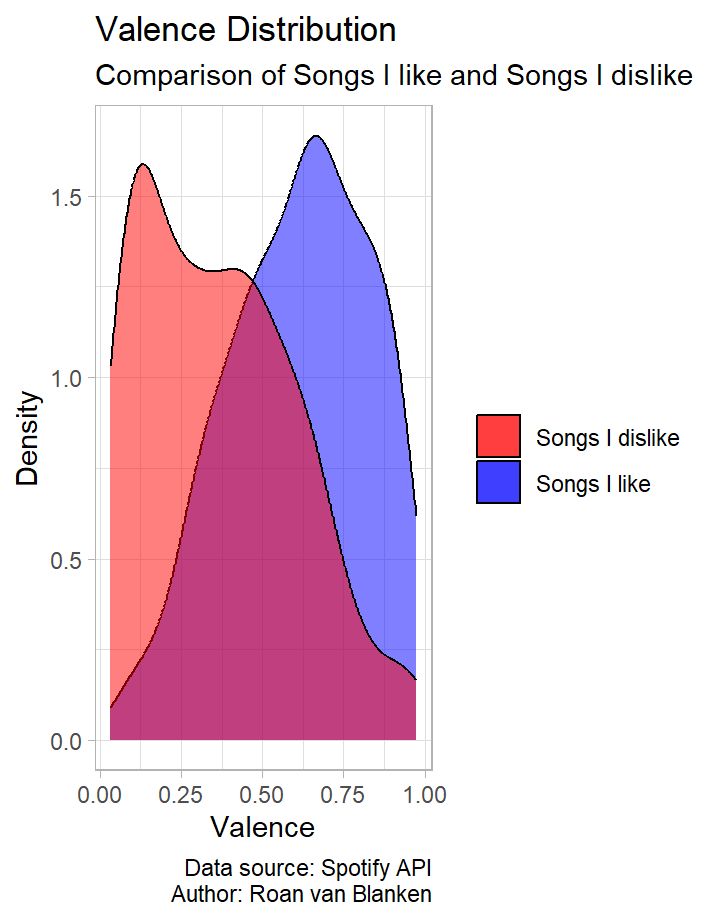 Valence Distribution
Comparison of Songs I like and Songs I dislike
1.5
1.0
0.5
0.0
Density
0.00 0.25 0.50 0.75 1.00
Valence
Songs I dislike
Songs I like
Data source: Spotify API
Author: Roan van Blanken